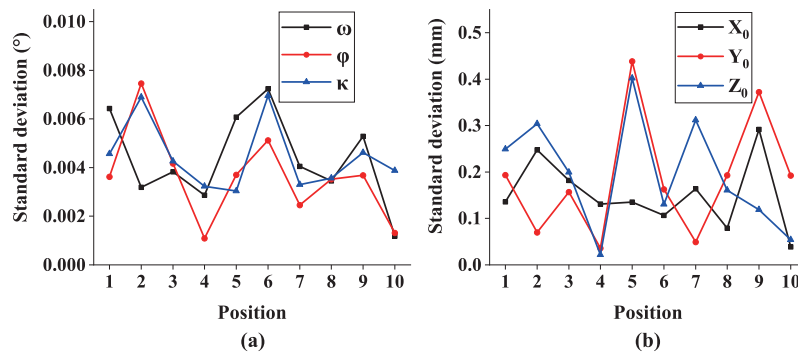 Standard deviation (°)
0.010
0.008
0.006
0.004
0.002
0.000
ω
φ
κ
1 2 3 4 5 6 7 8 9 10
Position
(a)
Standard deviation (mm)
0.5
0.4
0.3
0.2
0.1
0.0
X₀
Y₀
Z₀
1 2 3 4 5 6 7 8 9 10
Position
(b)